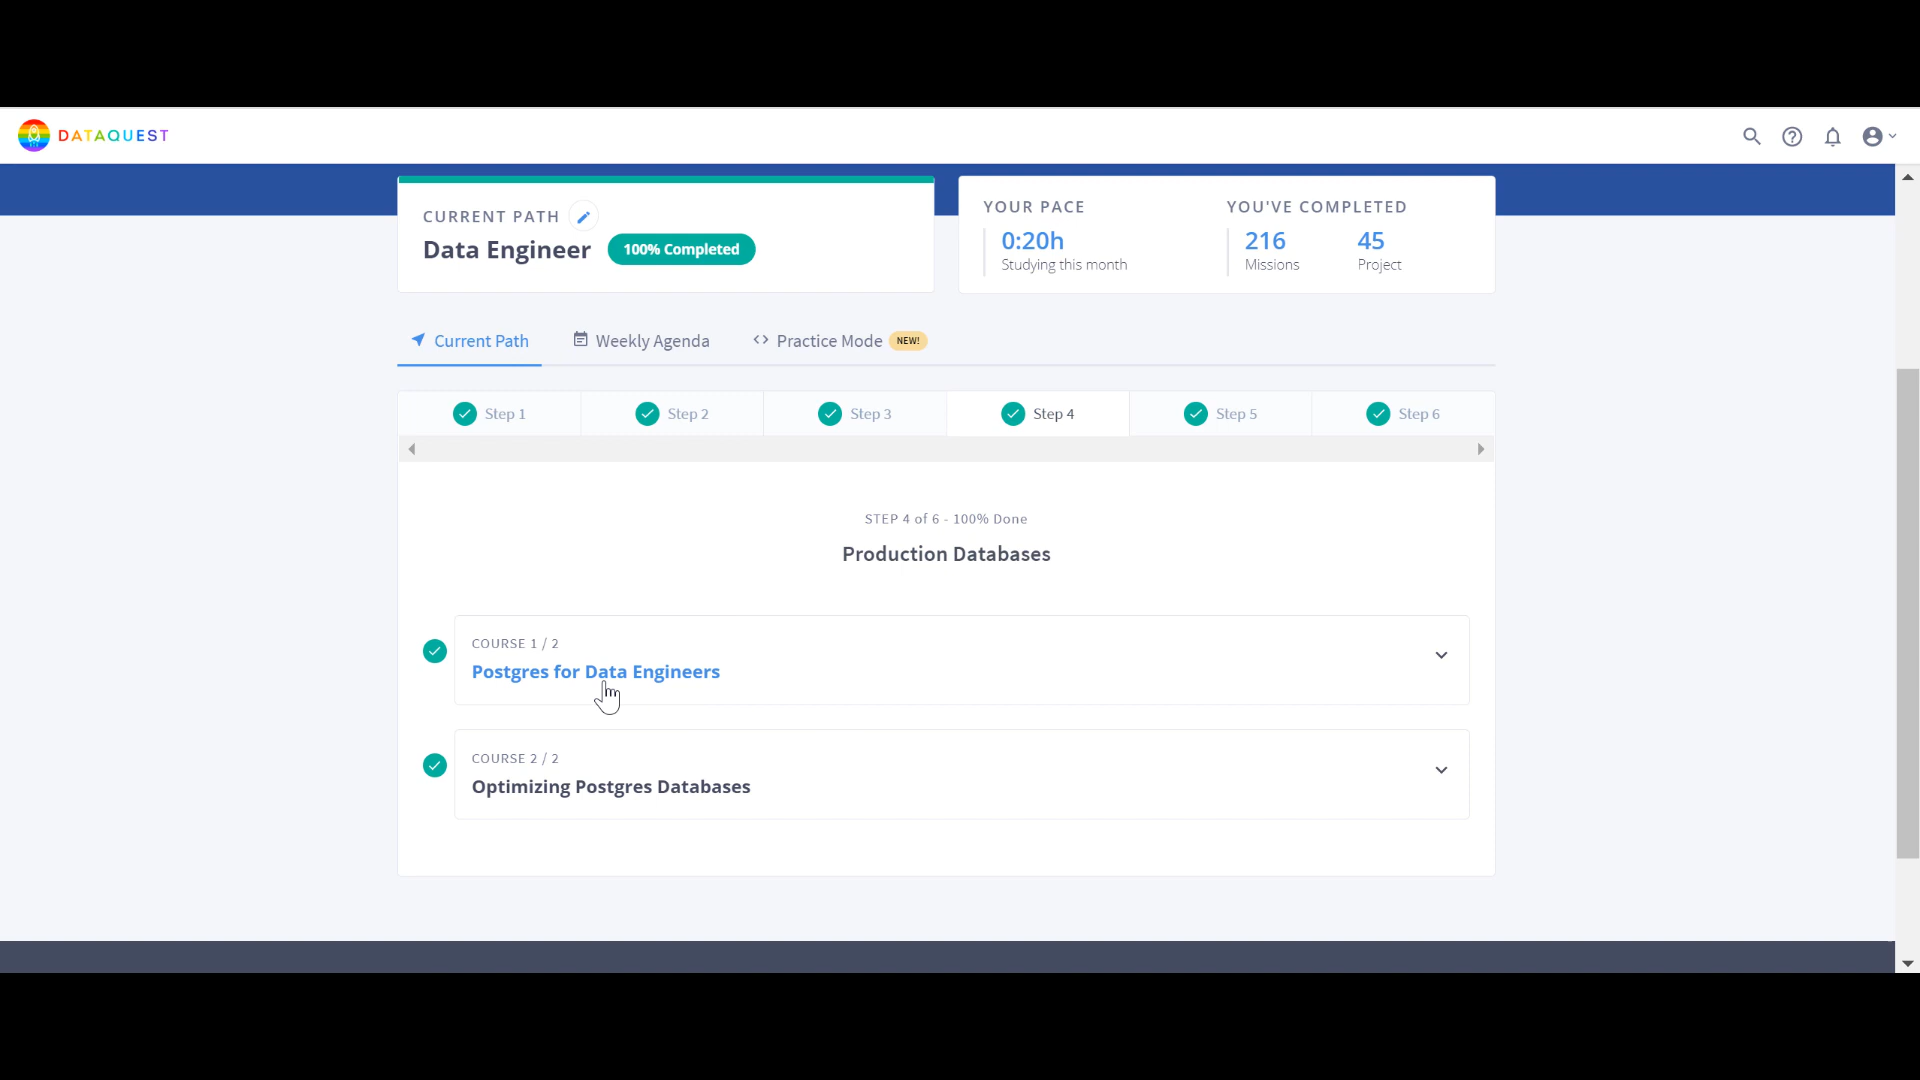 DATAQUEST
CURRENT PATH
Data Engineer 100% Completed
YOUR PACE
0:20h
Studying this month
YOU'VE COMPLETED
216 45
Missions Project
Current Path Weekly Agenda Practice Mode NEW!
Step 1 Step 2 Step 3 Step 4 Step 5 Step 6
STEP 4 of 6 - 100% Done
Production Databases
COURSE 1 / 2
Postgres for Data Engineers
COURSE 2 / 2
Optimizing Postgres Databases